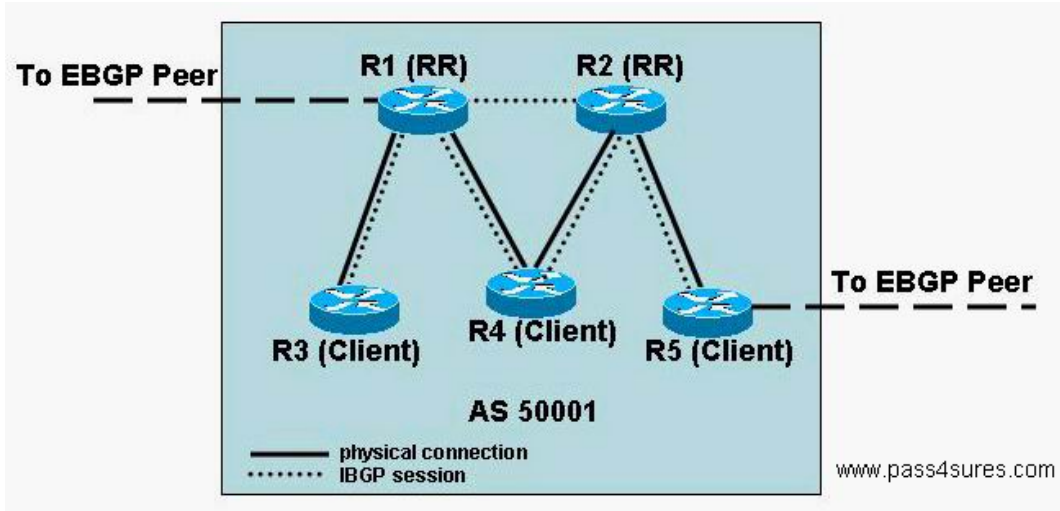 R1 (RR)
R2 (RR)
To EBGP Peer
To EBGP Peer
R3 (Client)
R4 (Client)
R5 (Client)
AS 50001
physical connection
IBGP session
www.pass4sures.com